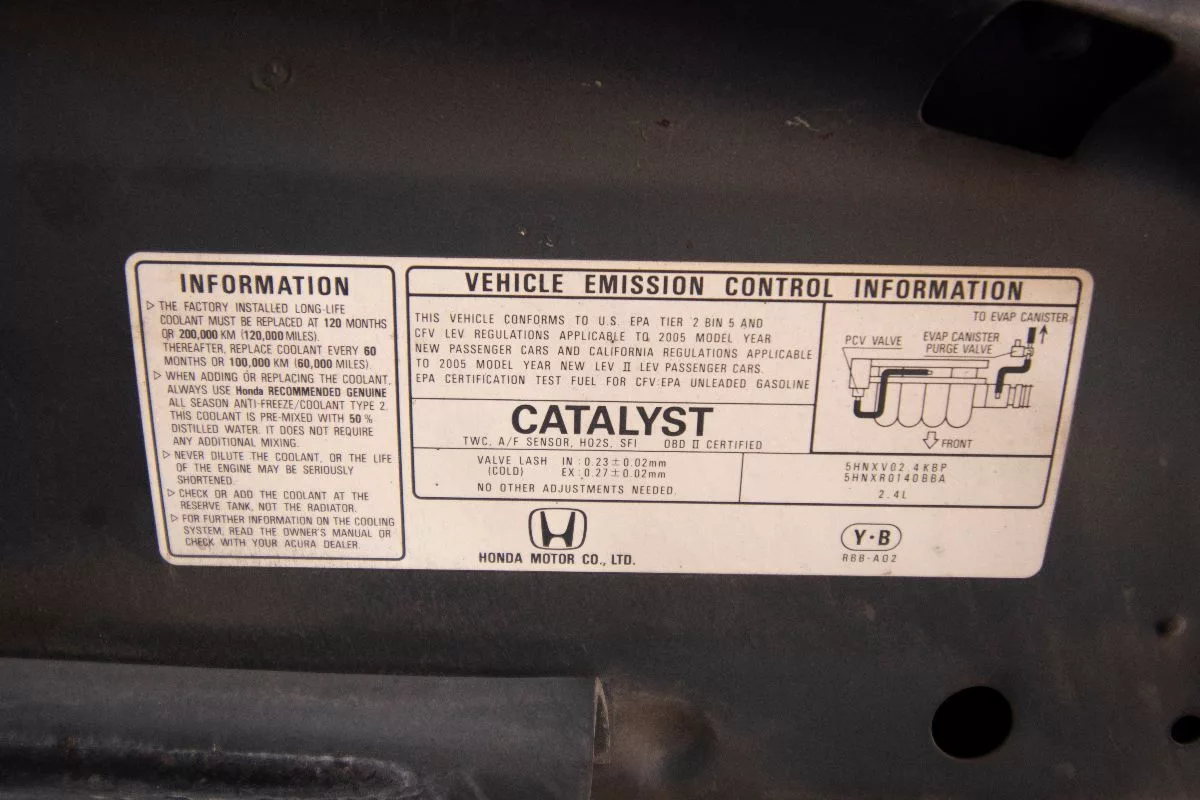 INFORMATION
▷ THE FACTORY INSTALLED LONG-LIFE
COOLANT MUST BE REPLACED AT 120 MONTHS
OR 200,000 KM (120,000 MILES).
THEREAFTER, REPLACE COOLANT EVERY 60
MONTHS OR 100,000 KM (60,000 MILES).
▷ WHEN ADDING OR REPLACING THE COOLANT,
ALWAYS USE Honda RECOMMENDED GENUINE
ALL SEASON ANTI-FREEZE/COOLANT TYPE 2.
THIS COOLANT IS PRE-MIXED WITH 50 %
DISTILLED WATER. IT DOES NOT REQUIRE
ANY ADDITIONAL MIXING.
▷ NEVER DILUTE THE COOLANT, OR THE LIFE
OF THE ENGINE MAY BE SERIOUSLY
SHORTENED.
▷ CHECK OR ADD THE COOLANT AT THE
RESERVE TANK, NOT THE RADIATOR.
▷ FOR FURTHER INFORMATION ON THE COOLING
SYSTEM, READ THE OWNER'S MANUAL OR
CHECK WITH YOUR ACURA DEALER.
VEHICLE EMISSION CONTROL INFORMATION
THIS VEHICLE CONFORMS TO U.S. EPA TIER 2 BIN 5 AND
CFV LEV REGULATIONS APPLICABLE TO 2005 MODEL YEAR
NEW PASSENGER CARS AND CALIFORNIA REGULATIONS APPLICABLE
TO 2005 MODEL YEAR NEW LEV II LEV PASSENGER CARS.
EPA CERTIFICATION TEST FUEL FOR CFV:EPA UNLEADED GASOLINE
CATALYST
TWC, A/F SENSOR, HO2S, SFI OBD II CERTIFIED
VALVE LASH IN : 0.23 ± 0.02mm
(COLD) EX : 0.27 ± 0.02mm
NO OTHER ADJUSTMENTS NEEDED.
TO EVAP CANISTER
PCV VALVE
EVAP CANISTER
PURGE VALVE
FRONT
5HNXV02.4KBP
5HNXR0140BBA
2.4L
HONDA MOTOR CO., LTD.
Y·B
RBB-A02